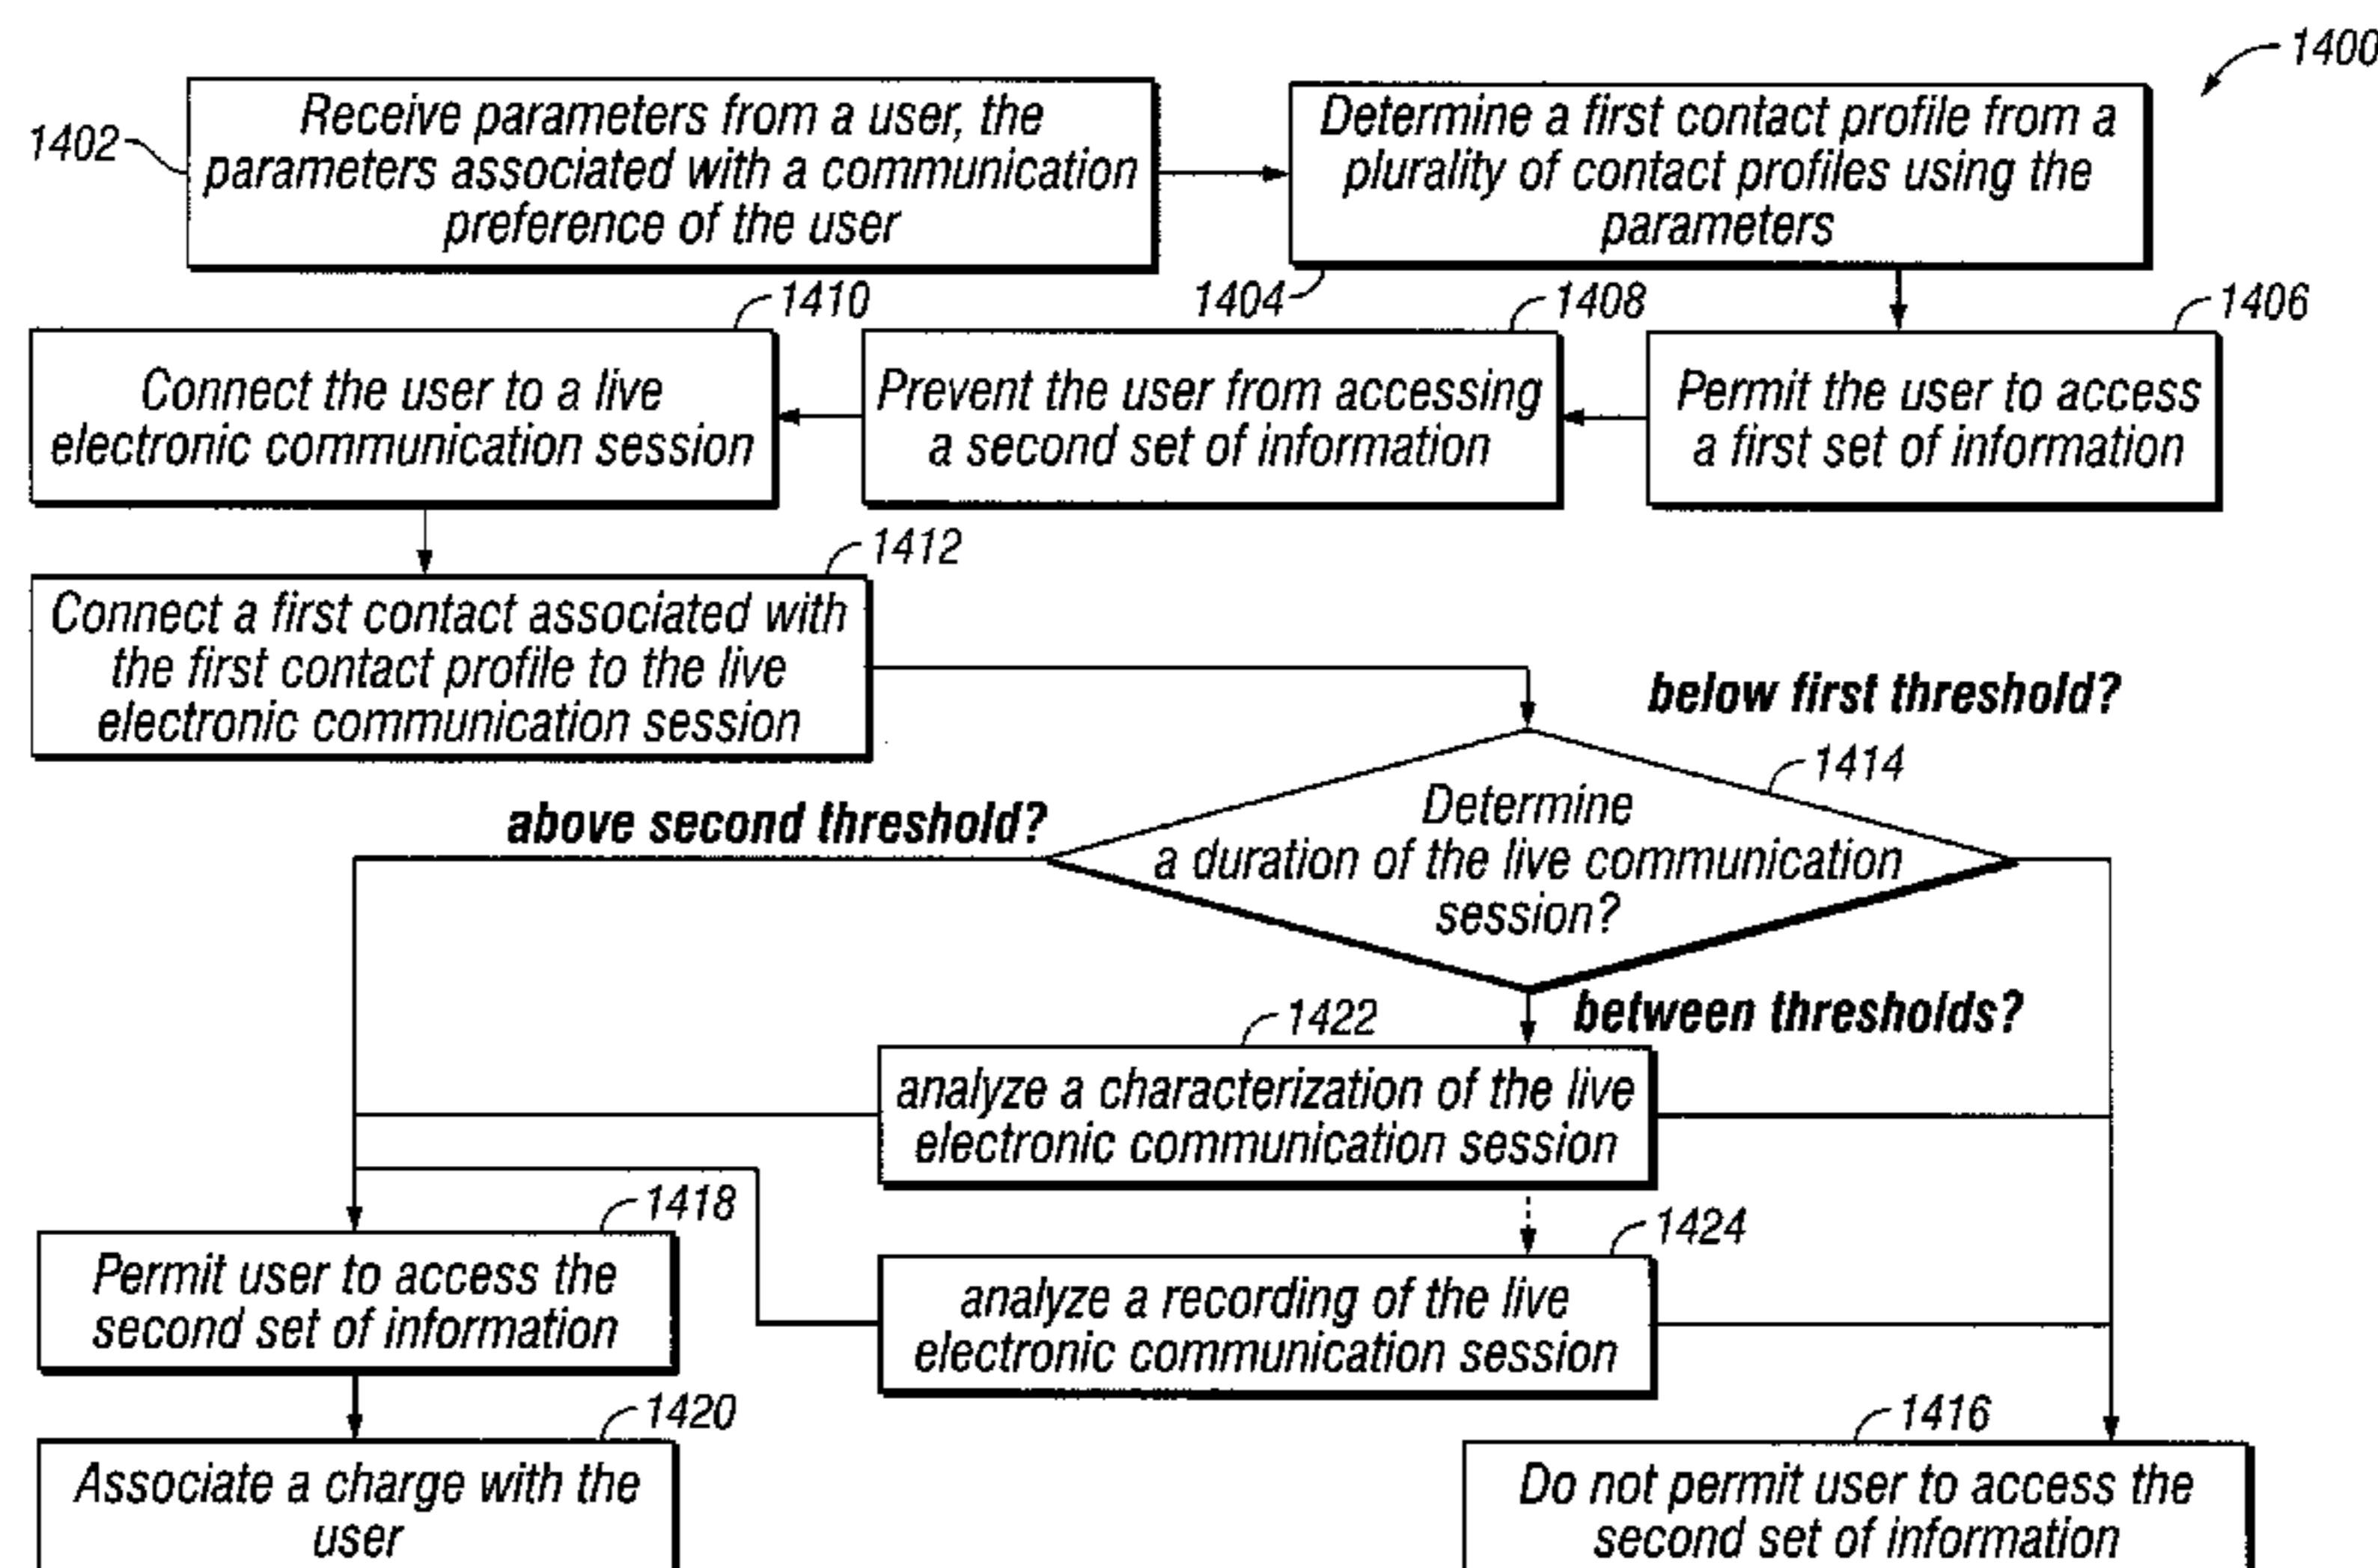 1400
1402
Receive parameters from a user, the
parameters associated with a communication
preference of the user
Determine a first contact profile from a
plurality of contact profiles using the
parameters
1404
1406
Permit the user to access
a first set of information
1408
Prevent the user from accessing
a second set of information
1410
Connect the user to a live
electronic communication session
1412
Connect a first contact associated with
the first contact profile to the live
electronic communication session
below first threshold?
1414
Determine
a duration of the live communication
session?
above second threshold?
between thresholds?
1422
analyze a characterization of the live
electronic communication session
1418
Permit user to access the
second set of information
1424
analyze a recording of the live
electronic communication session
1420
Associate a charge with the
user
1416
Do not permit user to access the
second set of information